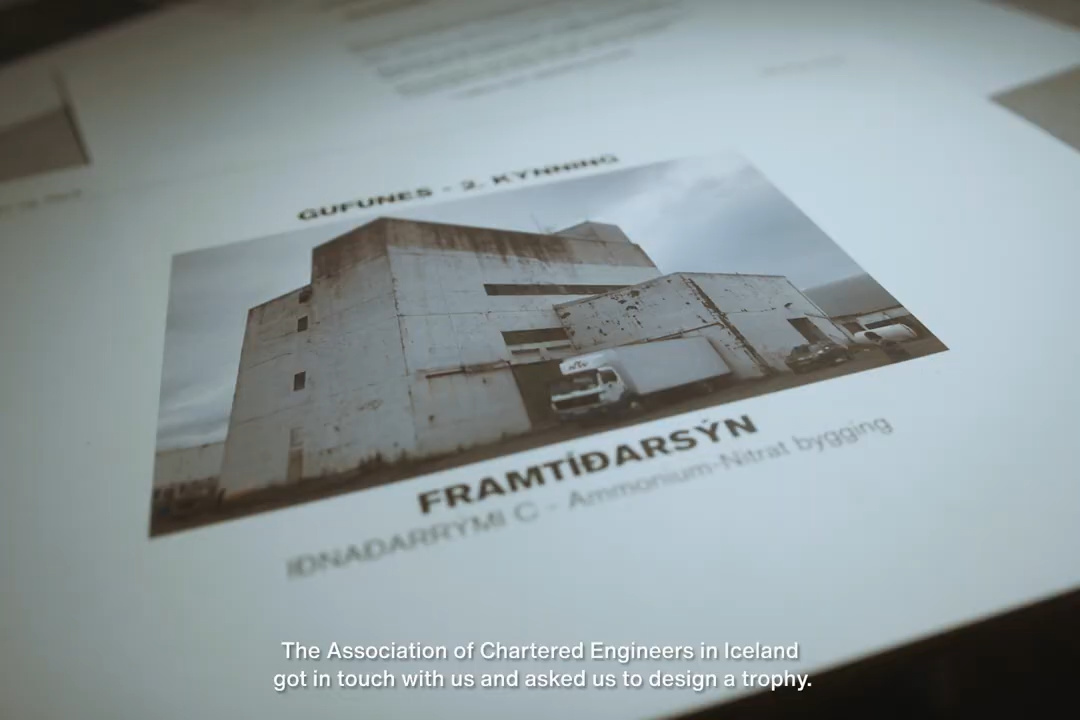 GUFUNES - 2. KYNNING
FRAMTÍÐARSÝN
IÐNAÐARRÝMI C - Ammonium-Nitrat bygging
The Association of Chartered Engineers in Iceland
got in touch with us and asked us to design a trophy.